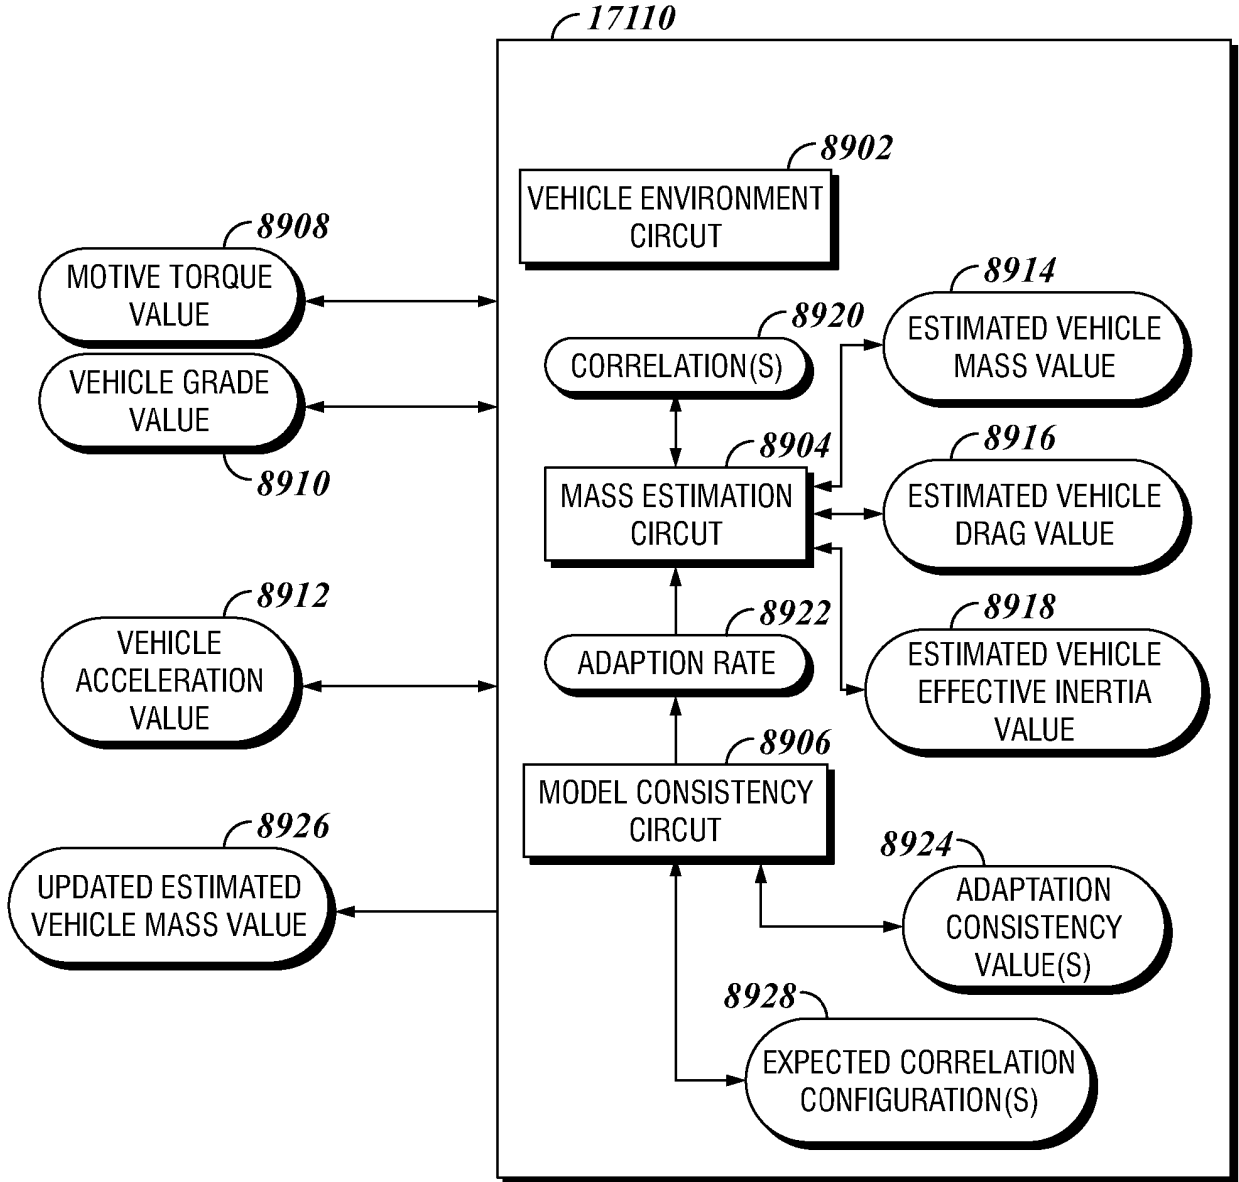 17110
8902
VEHICLE ENVIRONMENT
CIRCUT
8908
MOTIVE TORQUE
VALUE
VEHICLE GRADE
VALUE
8910
8920
CORRELATION(S)
8914
ESTIMATED VEHICLE
MASS VALUE
8904
MASS ESTIMATION
CIRCUT
8916
ESTIMATED VEHICLE
DRAG VALUE
8912
VEHICLE
ACCELERATION
VALUE
8922
ADAPTION RATE
8918
ESTIMATED VEHICLE
EFFECTIVE INERTIA
VALUE
8906
MODEL CONSISTENCY
CIRCUT
8926
UPDATED ESTIMATED
VEHICLE MASS VALUE
8924
ADAPTATION
CONSISTENCY
VALUE(S)
8928
EXPECTED CORRELATION
CONFIGURATION(S)